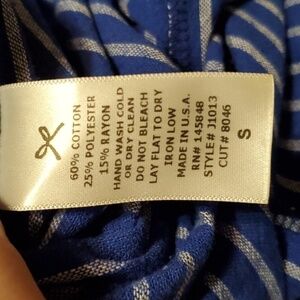 60% COTTON
25% POLYESTER
15% RAYON
HAND WASH COLD
OR DRY CLEAN
DO NOT BLEACH
LAY FLAT TO DRY
IRON LOW
MADE IN U.S.A.
RN# 145848
STYLE# J1013
CUT# 8046
S